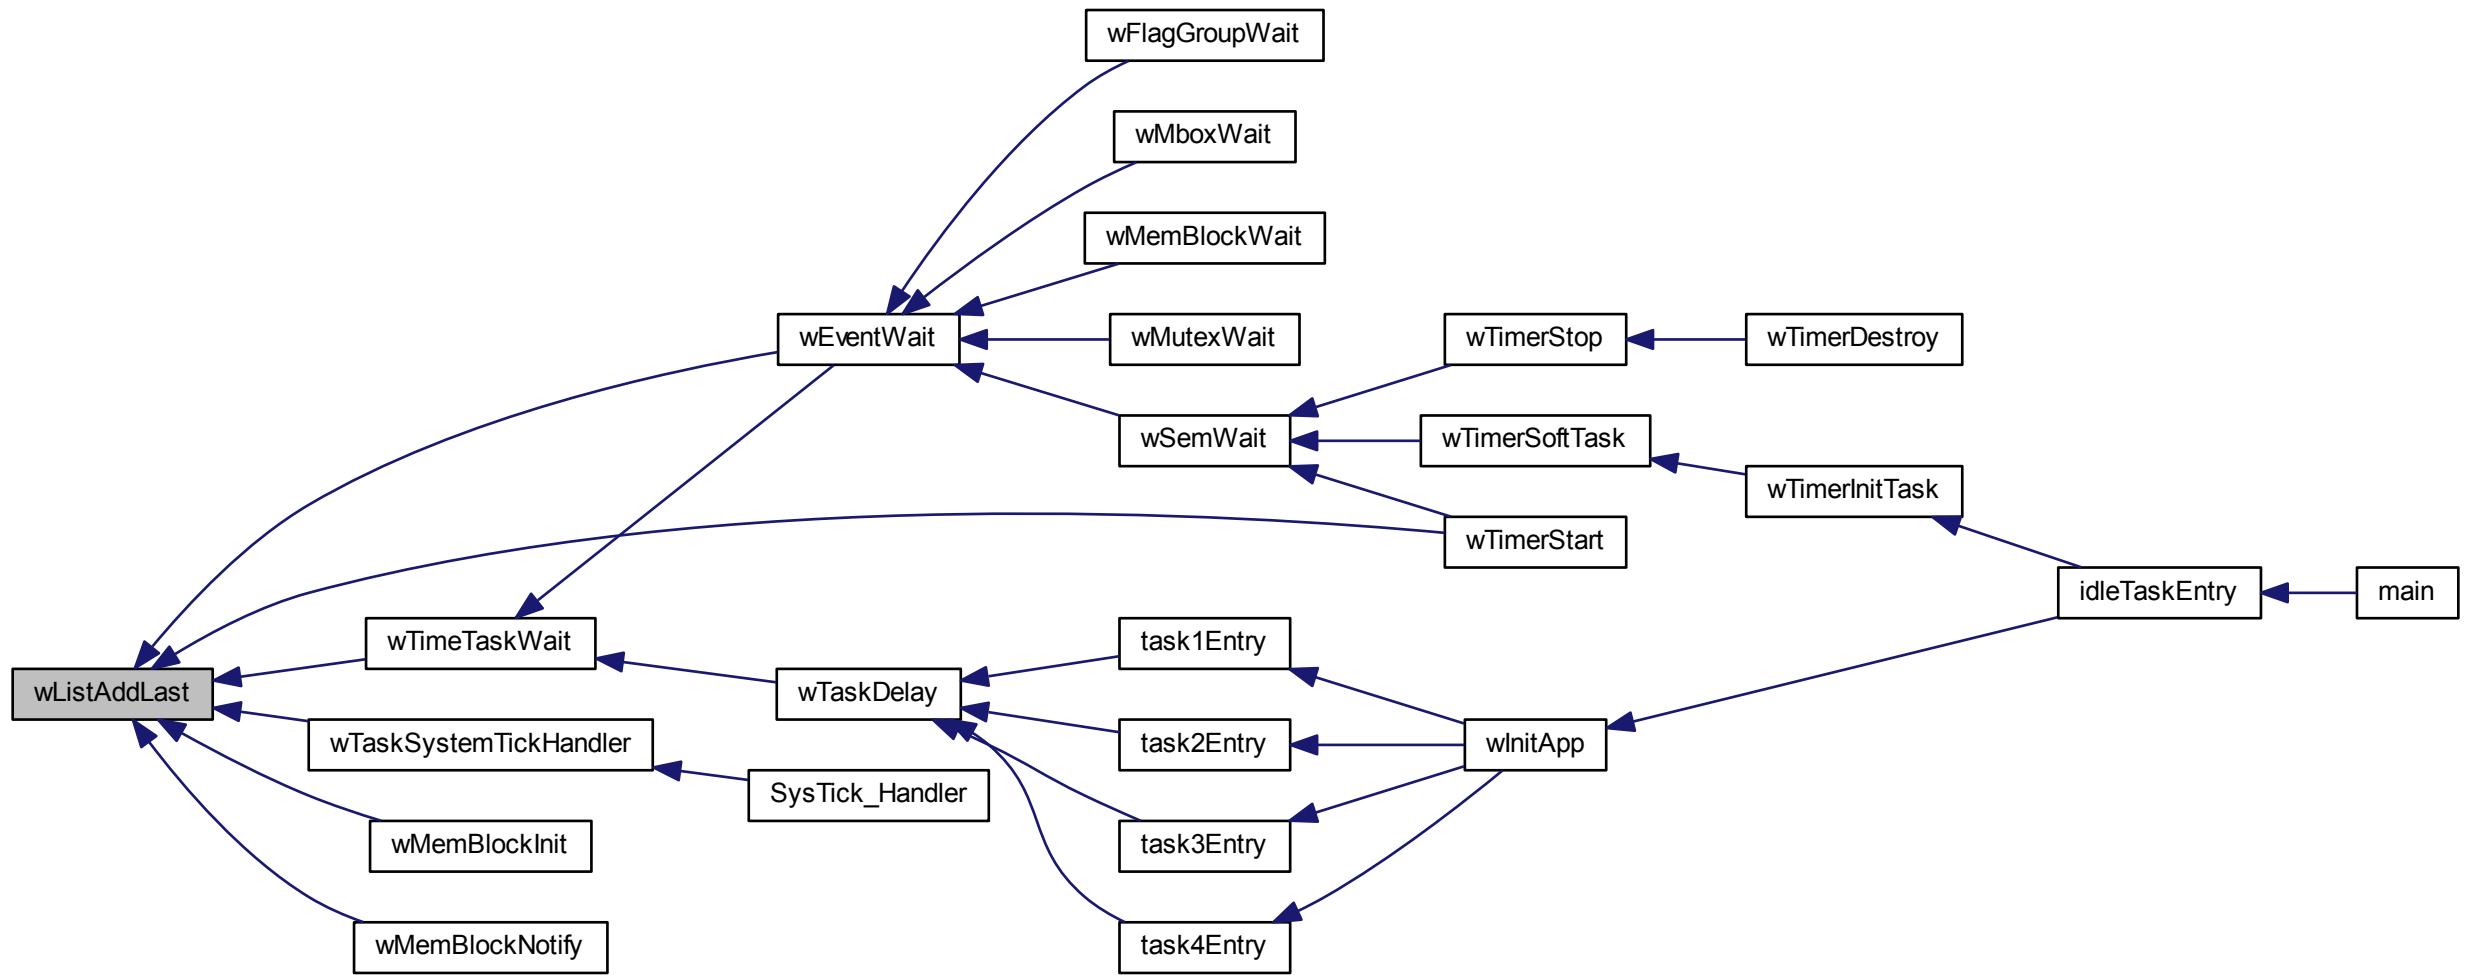 wFlagGroupWait
wMboxWait
wMemBlockWait
wEventWait
wMutexWait
wTimerStop
wTimerDestroy
wSemWait
wTimerSoftTask
wTimerInitTask
wTimerStart
idleTaskEntry
main
wTimeTaskWait
task1Entry
wListAddLast
wTaskDelay
wTaskSystemTickHandler
task2Entry
wInitApp
SysTick_Handler
wMemBlockInit
task3Entry
wMemBlockNotify
task4Entry